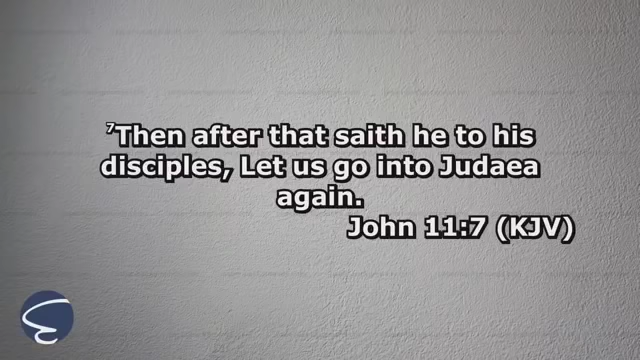 ⁷Then after that saith he to his
disciples, Let us go into Judaea
again.
John 11:7 (KJV)